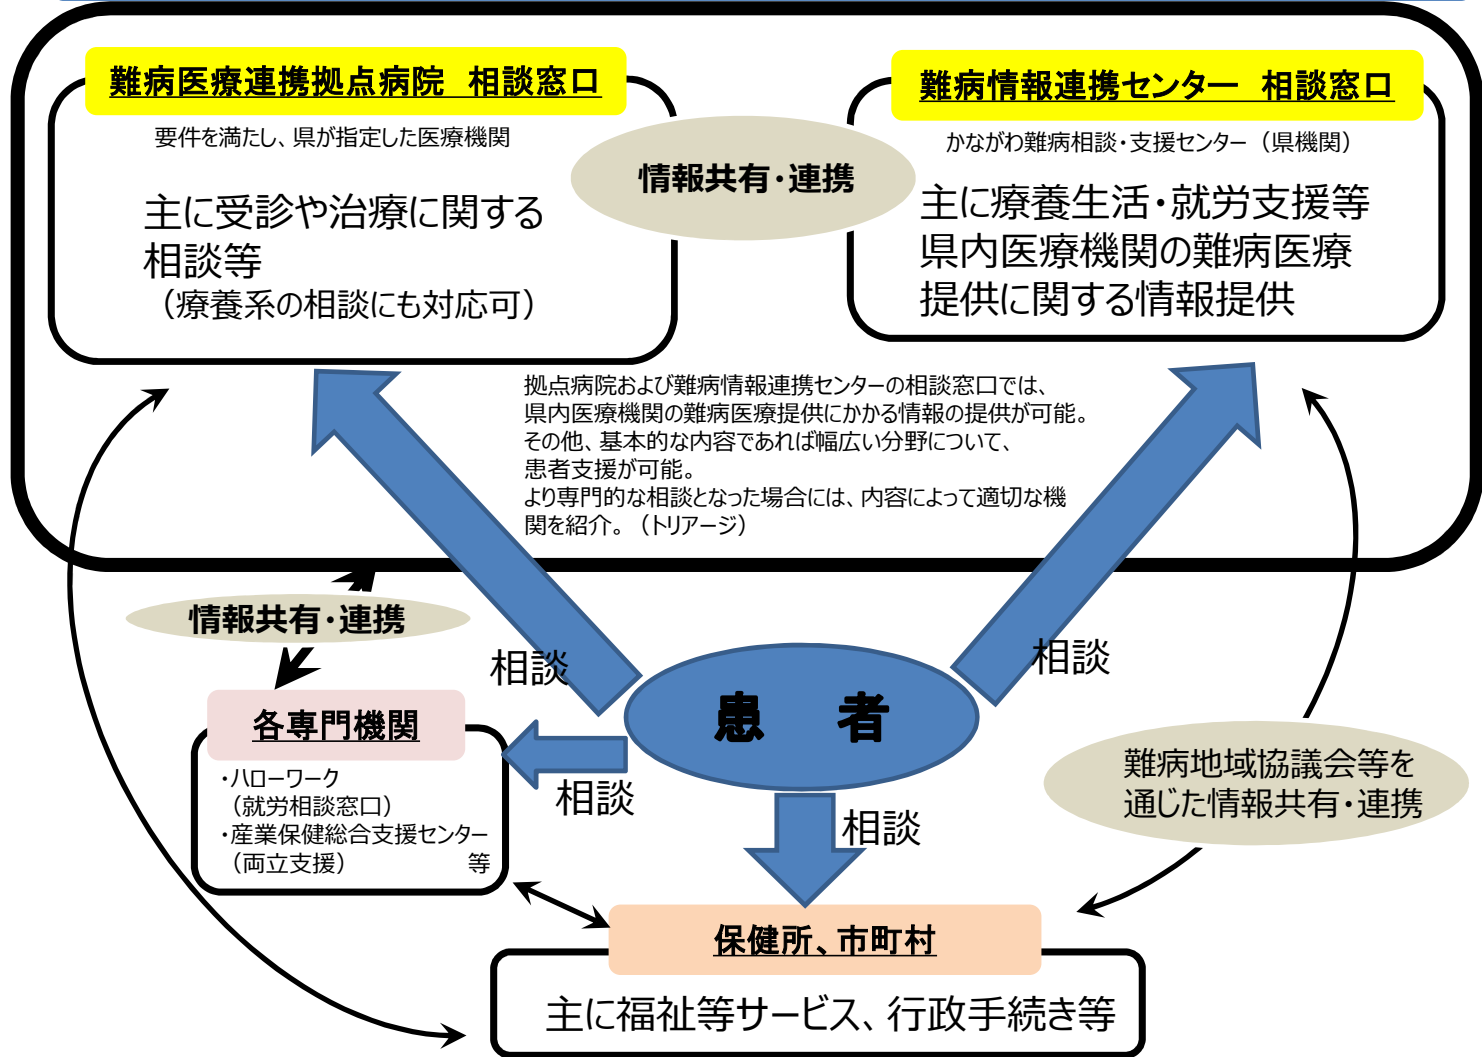 難病医療連携拠点病院　相談窓口
要件を満たし、県が指定した医療機関
主に受診や治療に関する
相談等
（療養系の相談にも対応可）
情報共有・連携
難病情報連携センター　相談窓口
かながわ難病相談・支援センター（県機関）
主に療養生活・就労支援等
県内医療機関の難病医療
提供に関する情報提供
拠点病院および難病情報連携センターの相談窓口では、
県内医療機関の難病医療提供にかかる情報の提供が可能。
その他、基本的な内容であれば幅広い分野について、
患者支援が可能。
より専門的な相談となった場合には、内容によって適切な機
関を紹介。（トリアージ）
情報共有・連携
相談
相談
患　者
各専門機関
・ハローワーク
（就労相談窓口）
・産業保健総合支援センター
（両立支援）　等
相談
相談
難病地域協議会等を
通じた情報共有・連携
保健所、市町村
主に福祉等サービス、行政手続き等